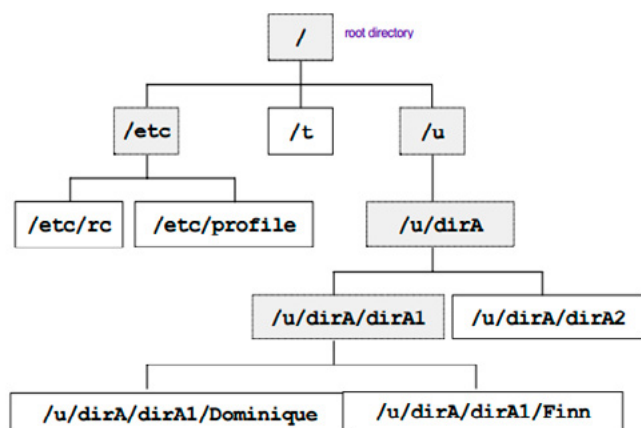 / root directory
/etc /t /u
/etc/rc /etc/profile /u/dirA
/u/dirA/dirA1 /u/dirA/dirA2
/u/dirA/dirA1/Dominique /u/dirA/dirA1/Finn